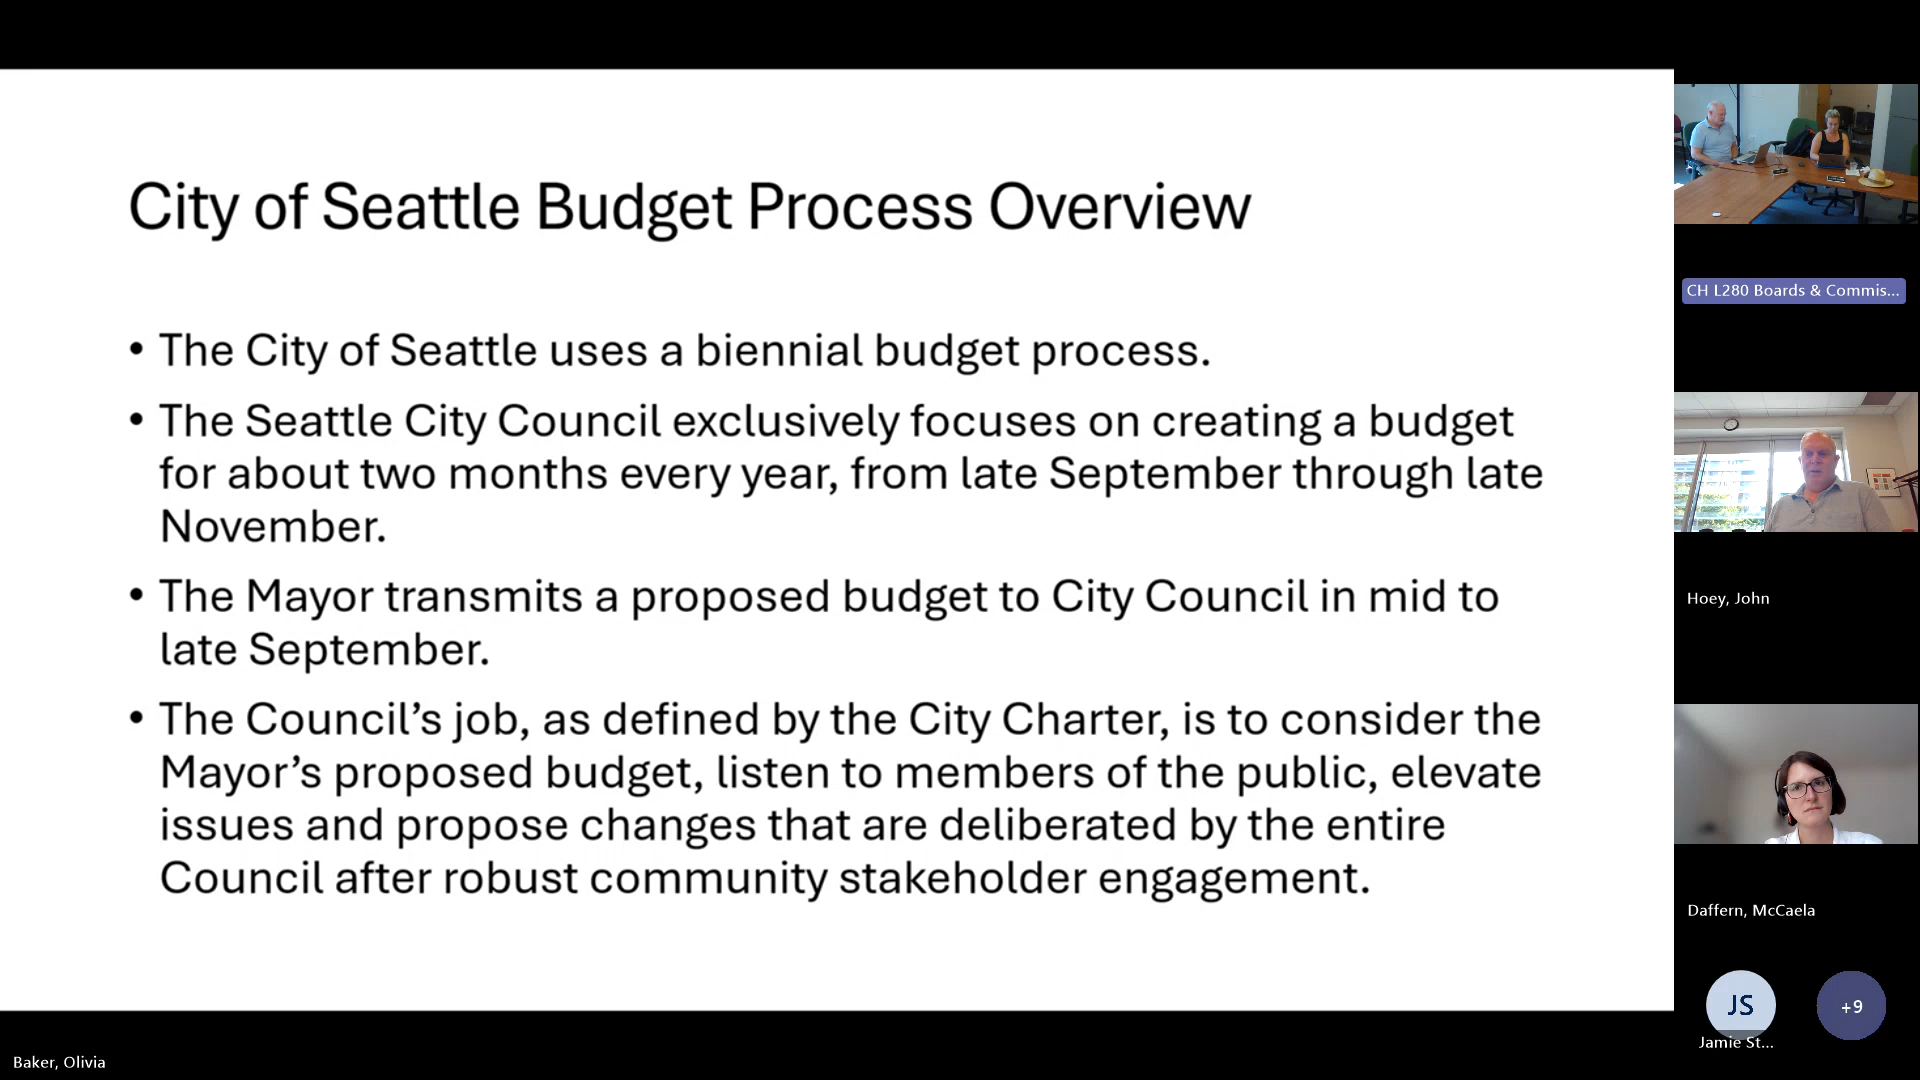 City of Seattle Budget Process Overview
• The City of Seattle uses a biennial budget process.
• The Seattle City Council exclusively focuses on creating a budget
for about two months every year, from late September through late
November.
• The Mayor transmits a proposed budget to City Council in mid to
late September.
• The Council’s job, as defined by the City Charter, is to consider the
Mayor’s proposed budget, listen to members of the public, elevate
issues and propose changes that are deliberated by the entire
Council after robust community stakeholder engagement.
CH L280 Boards & Commis...
Hoey, John
Daffern, McCaela
JS
+9
Jamie St...
Baker, Olivia